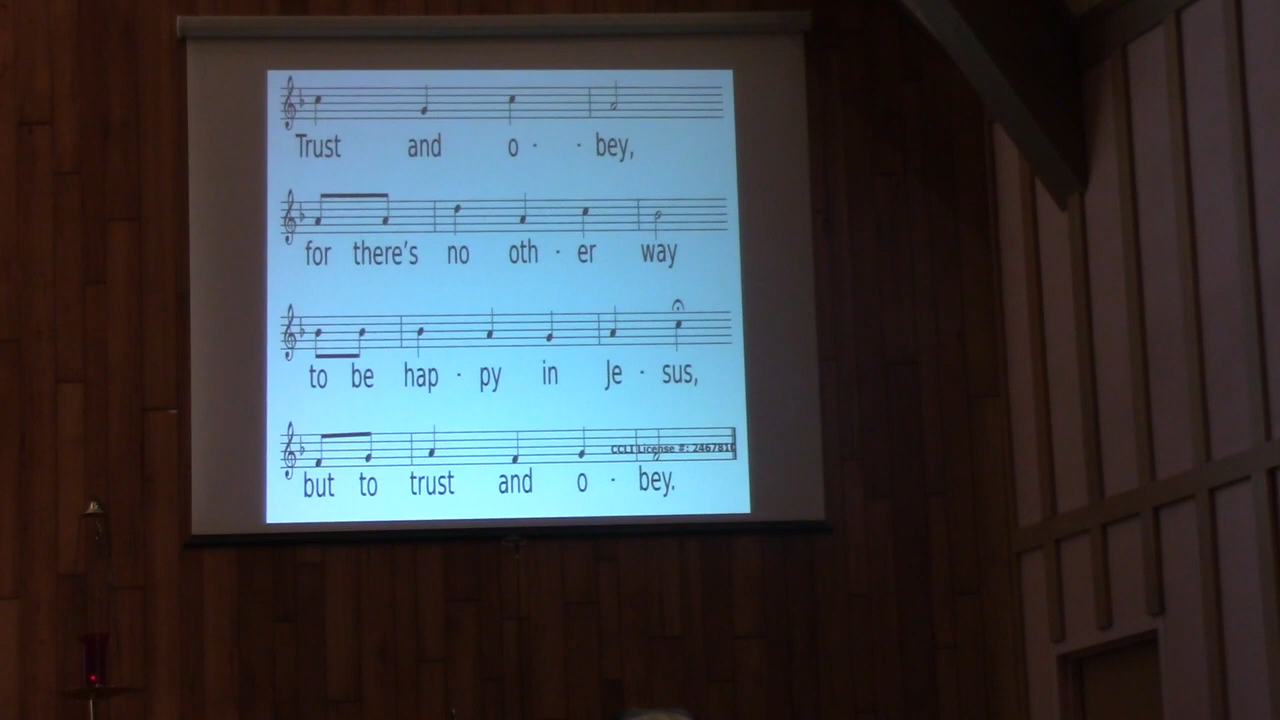 Trust and o - - bey,
for there's no oth - er way
to be hap - py in Je - sus,
CCLI License #: 2467816
but to trust and o - bey.